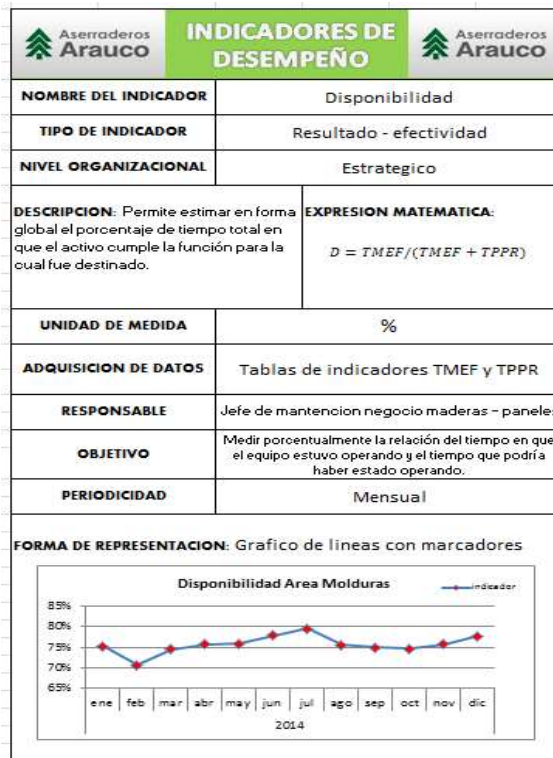 Aserraderos
Arauco
INDICADORES DE
DESEMPEÑO
Aserraderos
Arauco
NOMBRE DEL INDICADOR
Disponibilidad
TIPO DE INDICADOR
Resultado - efectividad
NIVEL ORGANIZACIONAL
Estrategico
DESCRIPCION: Permite estimar en forma
global el porcentaje de tiempo total en
que el activo cumple la función para la
cual fue destinado.
EXPRESION MATEMATICA:
D = TMEF/(TMEF + TPPR)
UNIDAD DE MEDIDA
%
ADQUISICION DE DATOS
Tablas de indicadores TMEF y TPPR
RESPONSABLE
Jefe de mantencion negocio maderas – paneles
OBJETIVO
Medir porcentualmente la relación del tiempo en que
el equipo estuvo operando y el tiempo que podría
haber estado operando.
PERIODICIDAD
Mensual
FORMA DE REPRESENTACION: Grafico de lineas con marcadores
Disponibilidad Area Molduras
indicador
85%
80%
75%
70%
65%
ene feb mar abr may jun jul ago sep oct nov dic
2014